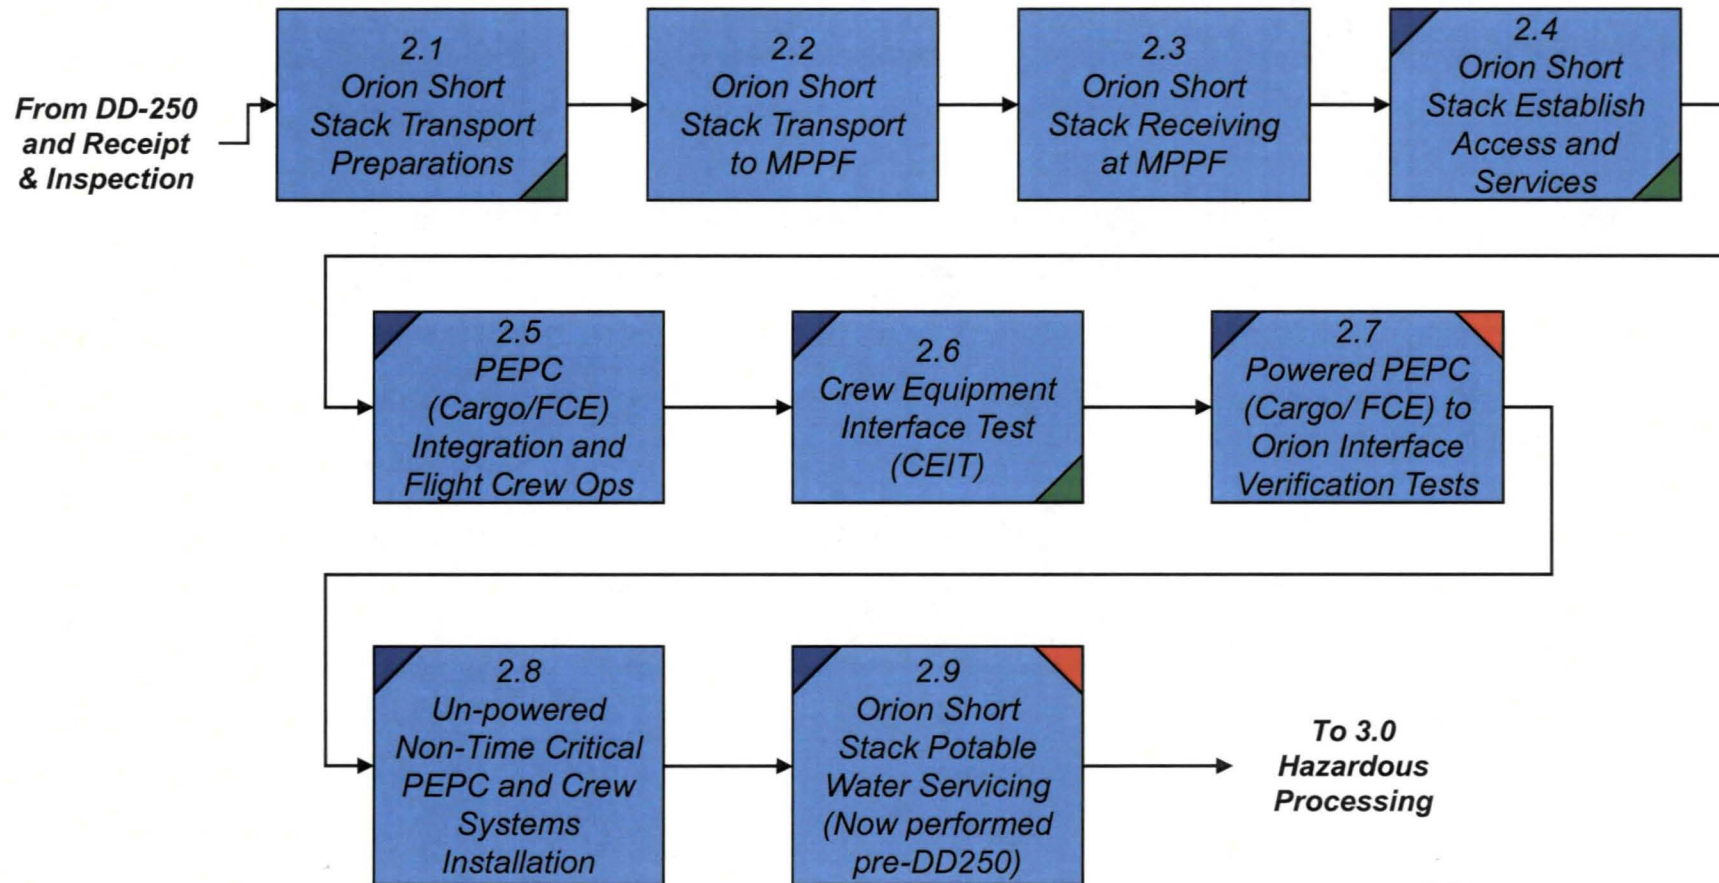 From DD-250
and Receipt
& Inspection
2.1
Orion Short
Stack Transport
Preparations
2.2
Orion Short
Stack Transport
to MPPF
2.3
Orion Short
Stack Receiving
at MPPF
2.4
Orion Short
Stack Establish
Access and
Services
2.5
PEPC
(Cargo/FCE)
Integration and
Flight Crew Ops
2.6
Crew Equipment
Interface Test
(CEIT)
2.7
Powered PEPC
(Cargo/ FCE) to
Orion Interface
Verification Tests
2.8
Un-powered
Non-Time Critical
PEPC and Crew
Systems
Installation
2.9
Orion Short
Stack Potable
Water Servicing
(Now performed
pre-DD250)
To 3.0
Hazardous
Processing